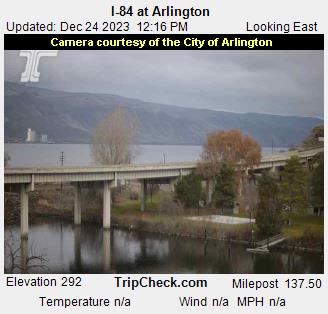 I-84 at Arlington
Updated: Dec 24 2023 12:16 PM Looking East
Camera courtesy of the City of Arlington
Elevation 292 TripCheck.com Milepost 137.50
Temperature n/a Wind n/a MPH n/a